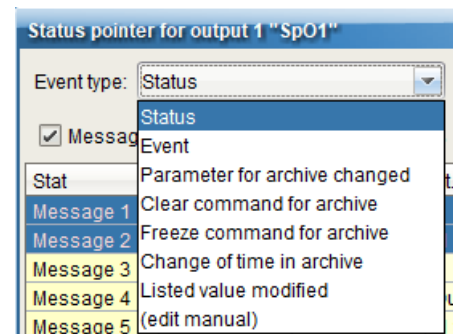 Status pointer for output 1 "SpO1"
Event type: Status
Status
Messag
Event
Parameter for archive changed
Stat
Clear command for archive
Message 1
Freeze command for archive
Message 2
Change of time in archive
Message 3
Listed value modified
Message 4
(edit manual)
Message 5